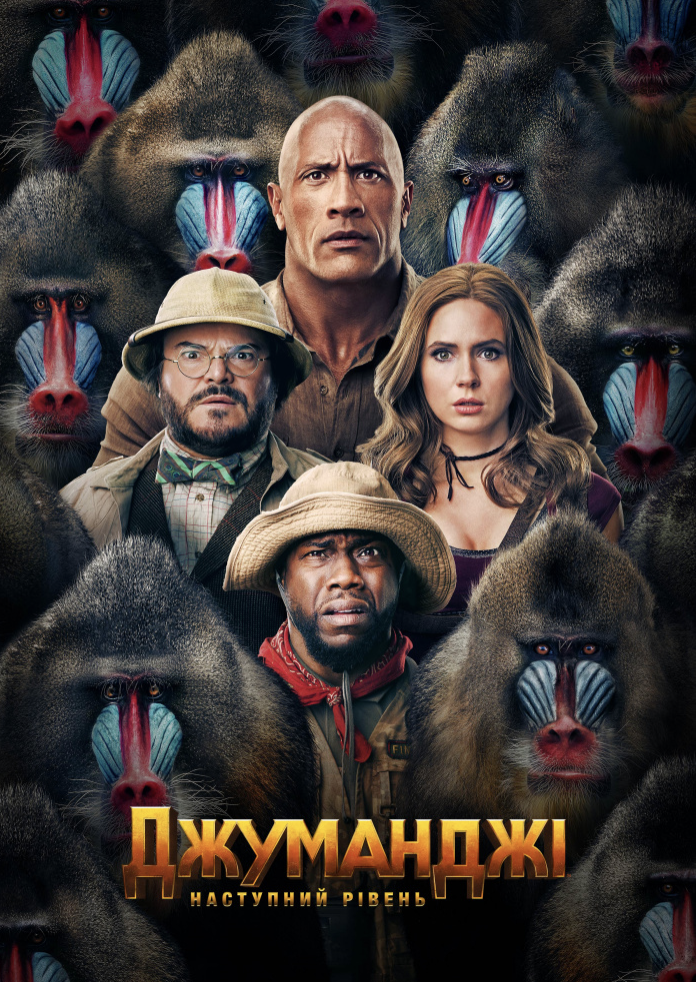 ДЖУМАНДЖІ
НАСТУПНИЙ РІВЕНЬ